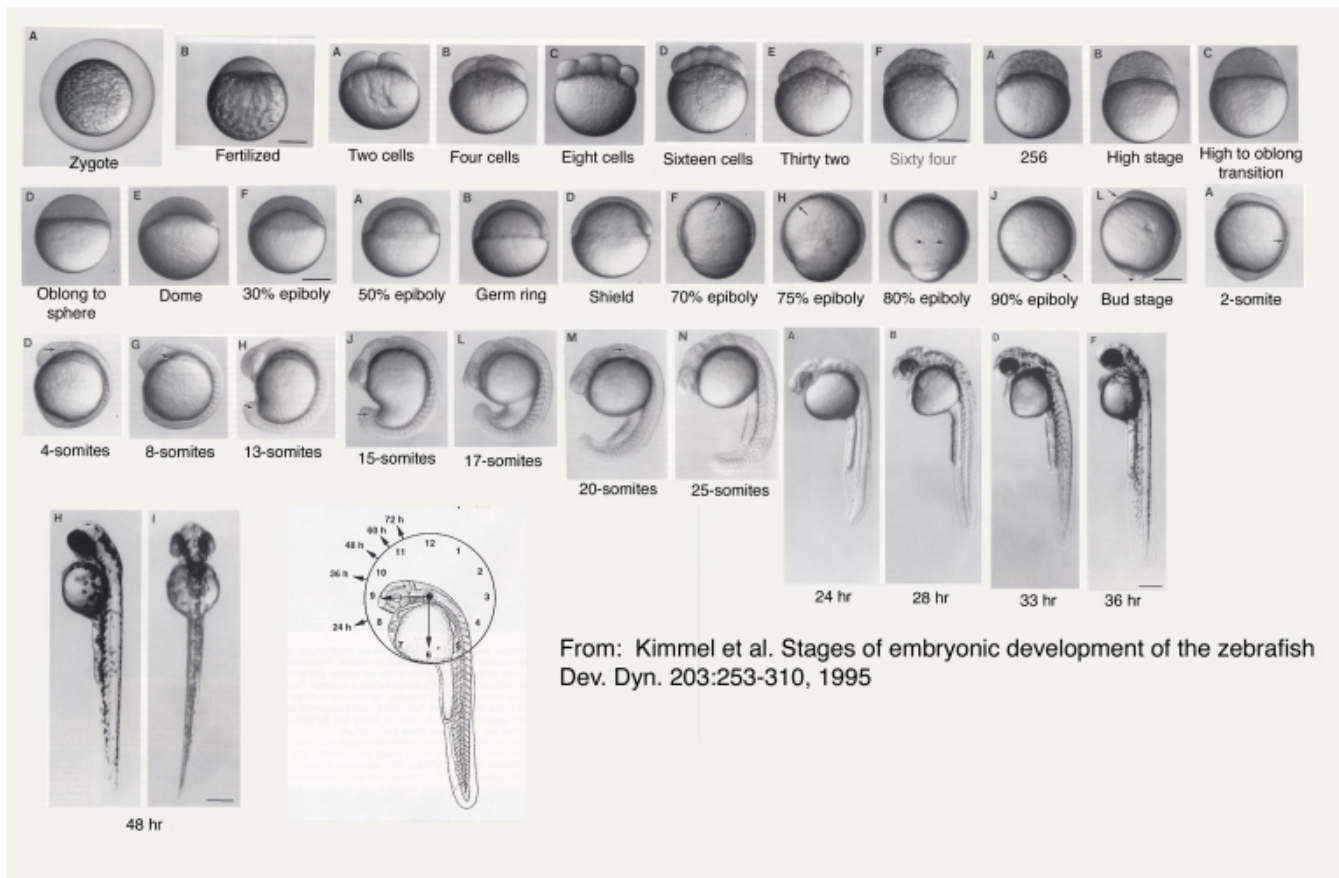 A
B
A
B
C
D
E
F
A
B
C
Zygote
Fertilized
Two cells
Four cells
Eight cells
Sixteen cells
Thirty two
Sixty four
256
High stage
High to oblong
transition
D
E
F
A
B
D
F
H
I
J
L
A
Oblong to
sphere
Dome
30% epiboly
50% epiboly
Germ ring
Shield
70% epiboly
75% epiboly
80% epiboly
90% epiboly
Bud stage
2-somite
D
G
H
J
L
M
N
A
B
D
F
4-somites
8-somites
13-somites
15-somites
17-somites
20-somites
25-somites
24 hr
28 hr
33 hr
36 hr
H
I
48 hr
72 h
60 h
48 h
36 h
24 h
12
1
2
3
4
5
6
7
8
9
10
11
From: Kimmel et al. Stages of embryonic development of the zebrafish
Dev. Dyn. 203:253-310, 1995